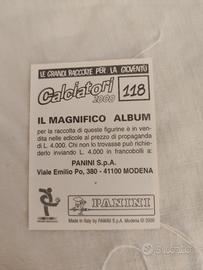 LE GRANDI RACCOLTE PER LA GIOVENTÙ
Calciatori 2000
118
IL MAGNIFICO ALBUM
per la raccolta di queste figurine è in ven-
dita nelle edicole al prezzo di propaganda
di L. 4.000. Chi non lo trovasse può richie-
derlo inviando L. 4.000 in francobolli a:
PANINI S.p.A.
Viale Emilio Po, 380 - 41100 MODENA
PANINI
Made in Italy by PANINI S.p.A. Modena © 2000
subito.it